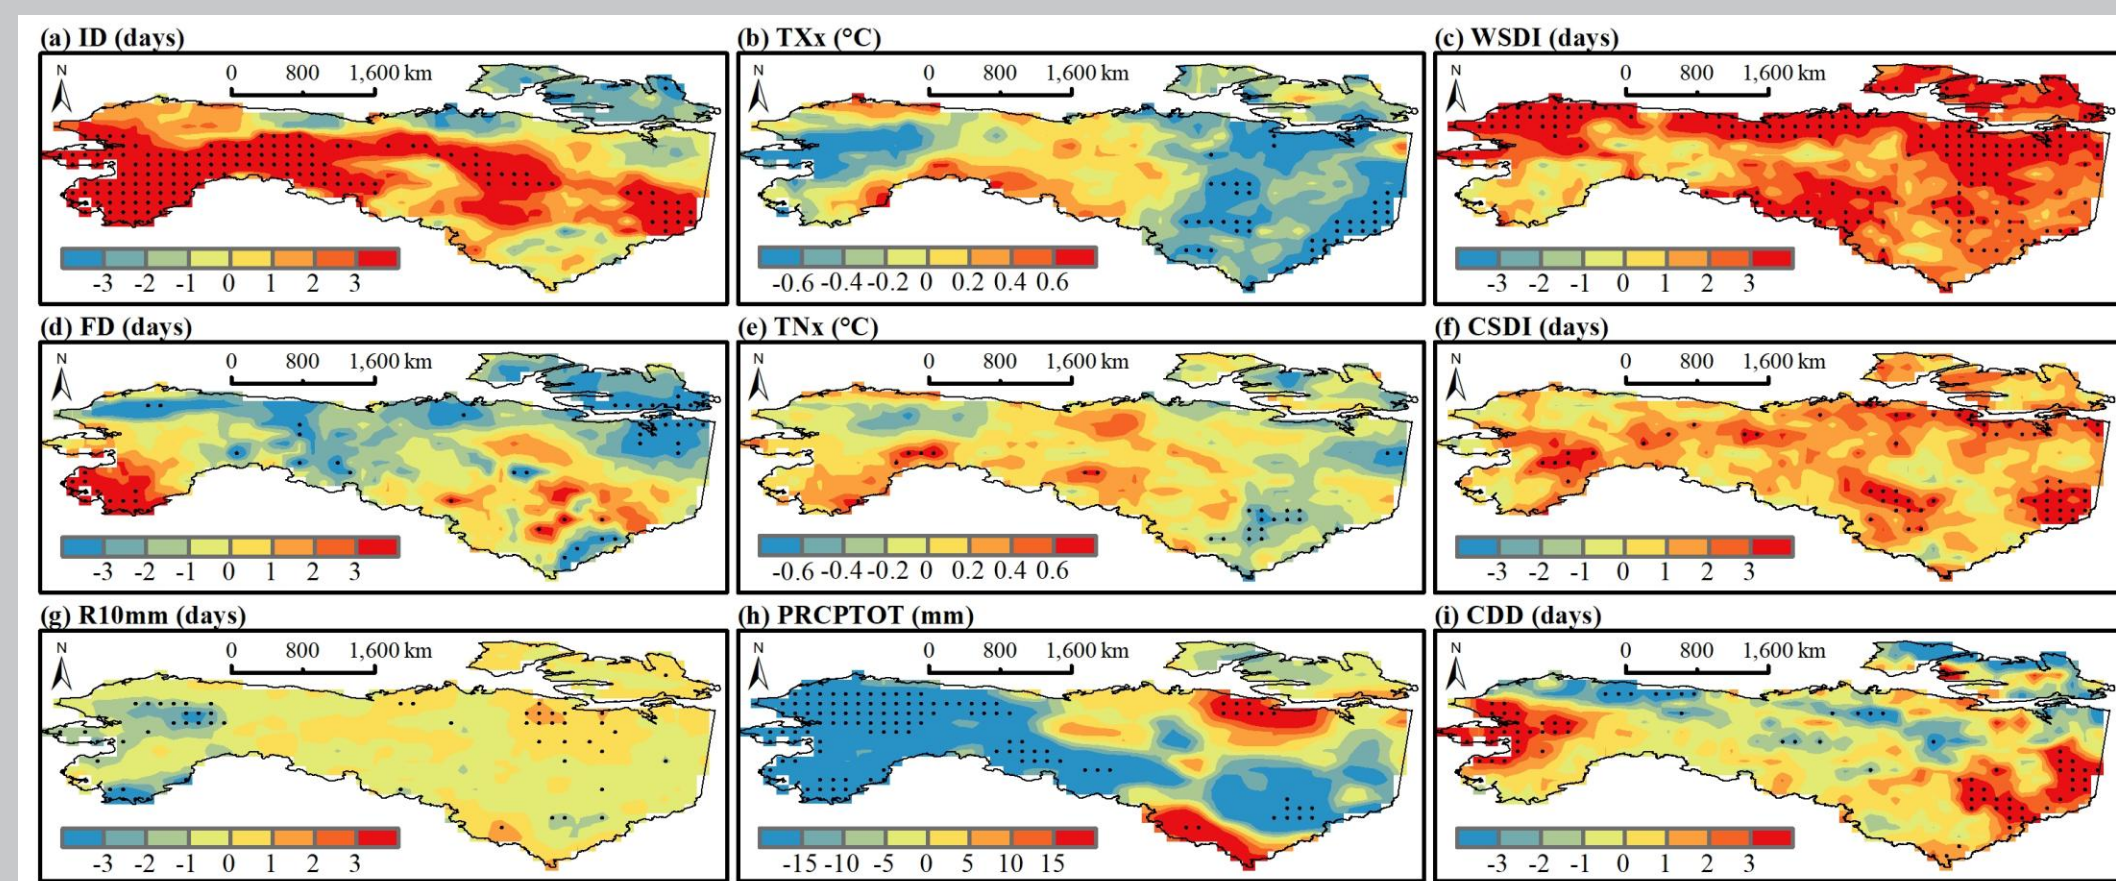 (a) ID (days)
N
0 800 1,600 km
-3 -2 -1 0 1 2 3
(b) TXx (°C)
N
0 800 1,600 km
-0.6 -0.4 -0.2 0 0.2 0.4 0.6
(c) WSDI (days)
N
0 800 1,600 km
-3 -2 -1 0 1 2 3
(d) FD (days)
N
0 800 1,600 km
-3 -2 -1 0 1 2 3
(e) TNx (°C)
N
0 800 1,600 km
-0.6 -0.4 -0.2 0 0.2 0.4 0.6
(f) CSDI (days)
N
0 800 1,600 km
-3 -2 -1 0 1 2 3
(g) R10mm (days)
N
0 800 1,600 km
-3 -2 -1 0 1 2 3
(h) PRCPTOT (mm)
N
0 800 1,600 km
-15 -10 -5 0 5 10 15
(i) CDD (days)
N
0 800 1,600 km
-3 -2 -1 0 1 2 3